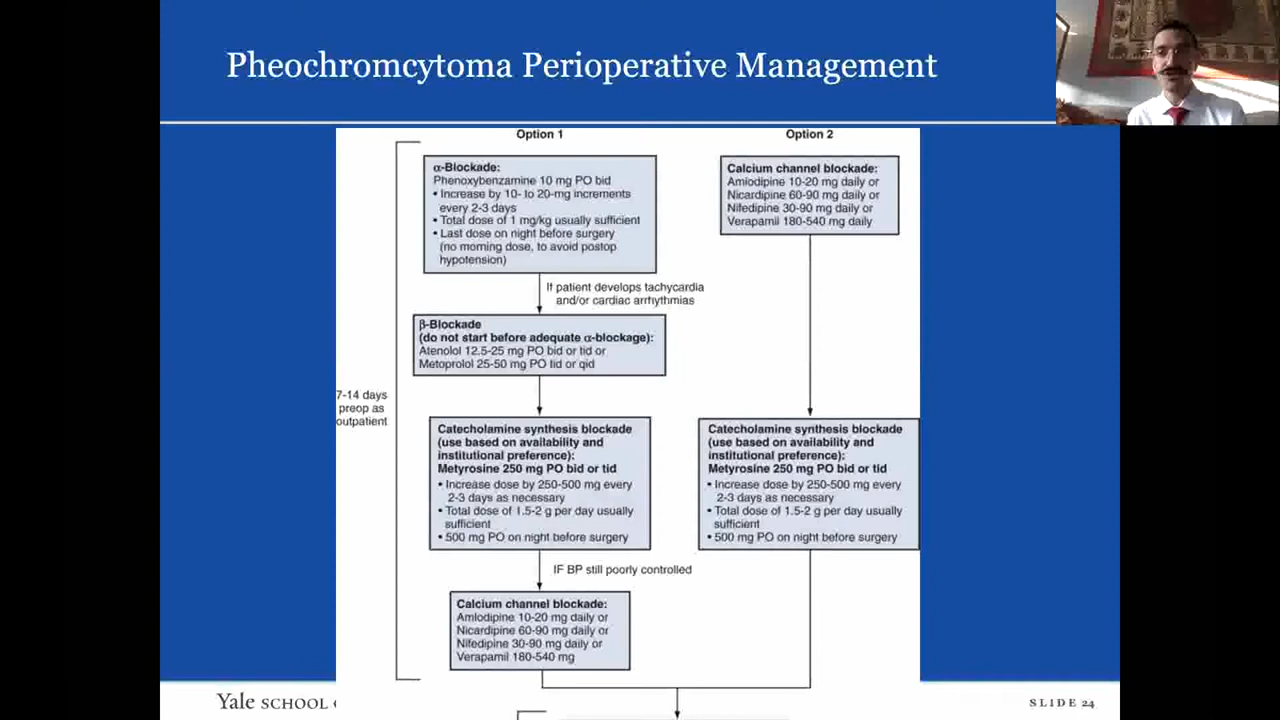 Pheochromcytoma Perioperative Management
Option 1
α-Blockade:
Phenoxybenzamine 10 mg PO bid
• Increase by 10- to 20-mg increments
every 2-3 days
• Total dose of 1 mg/kg usually sufficient
• Last dose on night before surgery
(no morning dose, to avoid postop
hypotension)
If patient develops tachycardia
and/or cardiac arrhythmias
β-Blockade
(do not start before adequate α-blockage):
Atenolol 12.5-25 mg PO bid or tid or
Metoprolol 25-50 mg PO tid or qid
7-14 days
preop as
outpatient
Catecholamine synthesis blockade
(use based on availability and
institutional preference):
Metyrosine 250 mg PO bid or tid
• Increase dose by 250-500 mg every
2-3 days as necessary
• Total dose of 1.5-2 g per day usually
sufficient
• 500 mg PO on night before surgery
IF BP still poorly controlled
Calcium channel blockade:
Amlodipine 10-20 mg daily or
Nicardipine 60-90 mg daily or
Nifedipine 30-90 mg daily or
Verapamil 180-540 mg
Option 2
Calcium channel blockade:
Amlodipine 10-20 mg daily or
Nicardipine 60-90 mg daily or
Nifedipine 30-90 mg daily or
Verapamil 180-540 mg daily
Catecholamine synthesis blockade
(use based on availability and
institutional preference):
Metyrosine 250 mg PO bid or tid
• Increase dose by 250-500 mg every
2-3 days as necessary
• Total dose of 1.5-2 g per day usually
sufficient
• 500 mg PO on night before surgery
Yale SCHOOL
SLIDE 24